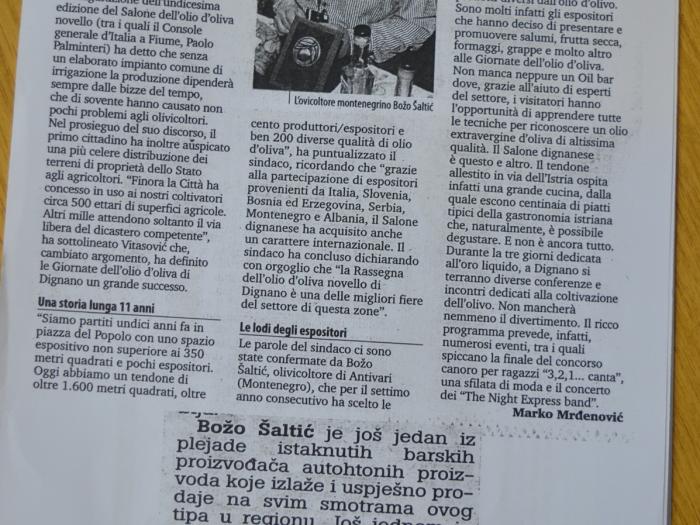 edizione del Salone dell'olio d'oliva
novello (tra i quali il Console
generale d'Italia a Fiume, Paolo
Palminteri) ha detto che senza
un elaborato impianto comune di
irrigazione la produzione dipenderà
sempre dalle bizze del tempo,
che di sovente hanno causato non
pochi problemi agli olivicoltori.
Nel prosieguo del suo discorso, il
primo cittadino ha inoltre auspicato
una più celere distribuzione dei
terreni di proprietà dello Stato
agli agricoltori. “Finora la Città ha
concesso in uso ai nostri coltivatori
circa 500 ettari di superfici agricole.
Altri mille attendono soltanto il via
libera del dicastero competente”,
ha sottolineato Vitasović che,
cambiato argomento, ha definito
le Giornate dell'olio d'oliva di
Dignano un grande successo.
Una storia lunga 11 anni
“Siamo partiti undici anni fa in
piazza del Popolo con uno spazio
espositivo non superiore ai 350
metri quadrati e pochi espositori.
Oggi abbiamo un tendone di
oltre 1.600 metri quadrati, oltre
L'ovicoltore montenegrino Božo Šaltić
cento produttori/espositori e
ben 200 diverse qualità di olio
d'oliva”, ha puntualizzato il
sindaco, ricordando che “grazie
alla partecipazione di espositori
provenienti da Italia, Slovenia,
Bosnia ed Erzegovina, Serbia,
Montenegro e Albania, il Salone
dignanese ha acquisito anche
un carattere internazionale. Il
sindaco ha concluso dichiarando
con orgoglio che “la Rassegna
dell'olio d'oliva novello di
Dignano è una delle migliori fiere
del settore di questa zone”.
Le lodi degli espositori
Le parole del sindaco ci sono
state confermate da Božo
Šaltić, olivicoltore di Antivari
(Montenegro), che per il settimo
anno consecutivo ha scelto le
Sono molti infatti gli espositori
che hanno deciso di presentare e
promuovere salumi, frutta secca,
formaggi, grappe e molto altro
alle Giornate dell'olio d'oliva.
Non manca neppure un Oil bar
dove, grazie all'aiuto di esperti
del settore, i visitatori hanno
l'opportunità di apprendere tutte
le tecniche per riconoscere un olio
extravergine d'oliva di altissima
qualità. Il Salone dignanese
è questo e altro. Il tendone
allestito in via dell'Istria ospita
infatti una grande cucina, dalla
quale escono centinaia di piatti
tipici della gastronomia istriana
che, naturalmente, è possibile
degustare. E non è ancora tutto.
Durante la tre giorni dedicata
all'oro liquido, a Dignano si
terranno diverse conferenze e
incontri dedicati alla coltivazione
dell'olivo. Non mancherà
nemmeno il divertimento. Il ricco
programma prevede, infatti,
numerosi eventi, tra i quali
spiccano la finale del concorso
canoro per ragazzi “3,2,1... canta”,
una sfilata di moda e il concerto
dei “The Night Express band”.
Marko Mrđenović
Božo Šaltić je još jedan iz
plejade istaknutih barskih
proizvođača autohtonih proiz-
voda koje izlaže i uspješno pro-
daje na svim smotrama ovog
tipa u regionu. Još